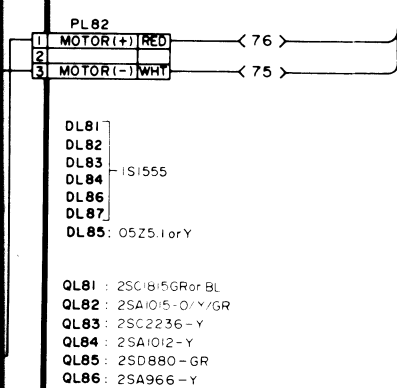 PL82
1 MOTOR(+) RED < 76 >
2
3 MOTOR(-) WHT < 75 >
DL81
DL82
DL83
DL84
DL86
DL87
1S1555
DL85: 05Z5.1 or Y
QL81 : 2SC1815GR or BL
QL82 : 2SA1015-O/Y/GR
QL83 : 2SC2236-Y
QL84 : 2SA1012-Y
QL85 : 2SD880-GR
QL86 : 2SA966-Y